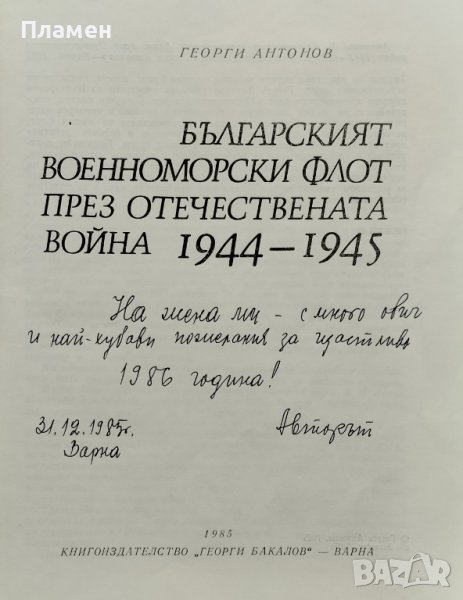 Пламен
ГЕОРГИ АНТОНОВ
БЪЛГАРСКИЯТ
ВОЕННОМОРСКИ ФЛОТ
ПРЕЗ ОТЕЧЕСТВЕНАТА
ВОЙНА 1944–1945
На жена ми - с много обич
и най-хубави пожелания за щастлива
1986 година!
31.12.1985г. Авторът
Варна
1985
КНИГОИЗДАТЕЛСТВО „ГЕОРГИ БАКАЛОВ“ — ВАРНА
BAZAR